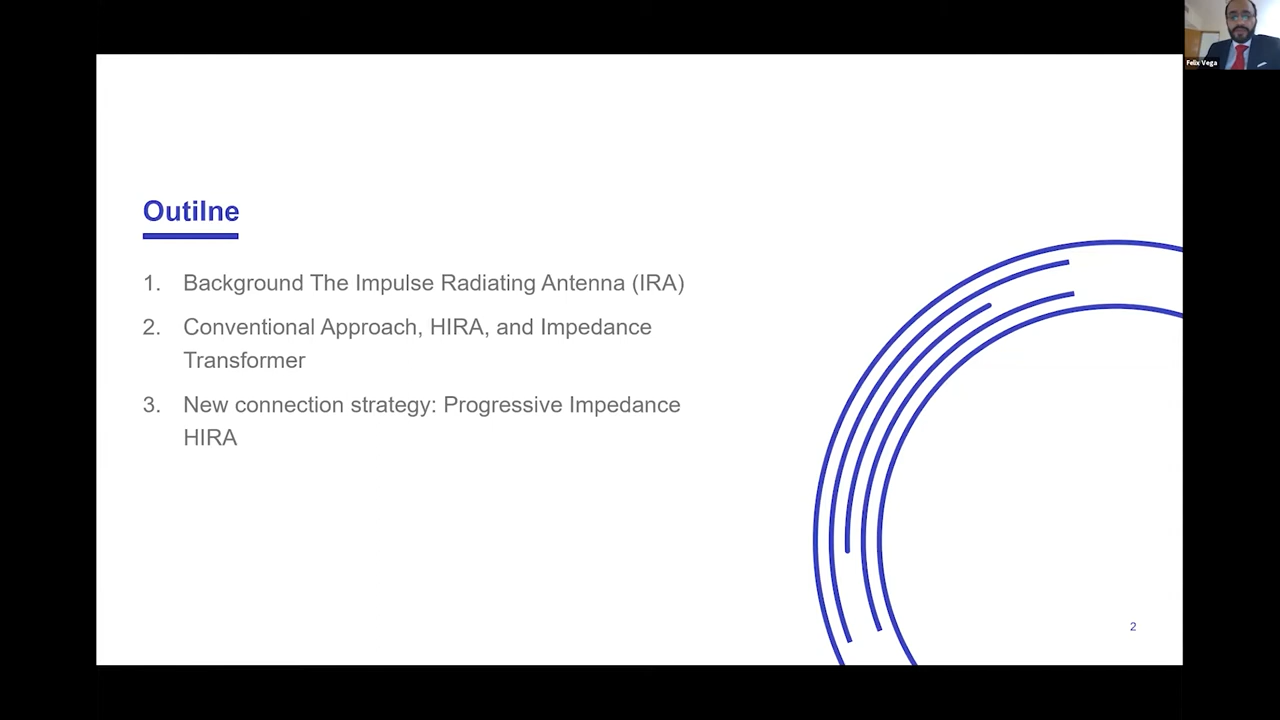 Felix Vega
Outilne
1. Background The Impulse Radiating Antenna (IRA)
2. Conventional Approach, HIRA, and Impedance
Transformer
3. New connection strategy: Progressive Impedance
HIRA
2